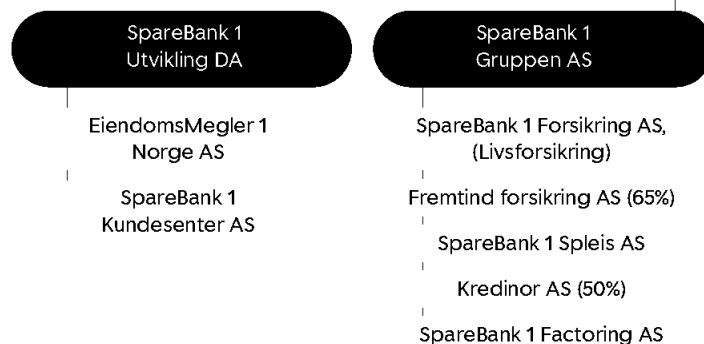 SpareBank 1
Utvikling DA
EiendomsMegler 1
Norge AS
SpareBank 1
Kundesenter AS
SpareBank 1
Gruppen AS
SpareBank 1 Forsikring AS,
(Livsforsikring)
Fremtind forsikring AS (65%)
SpareBank 1 Spleis AS
Kredinor AS (50%)
SpareBank 1 Factoring AS